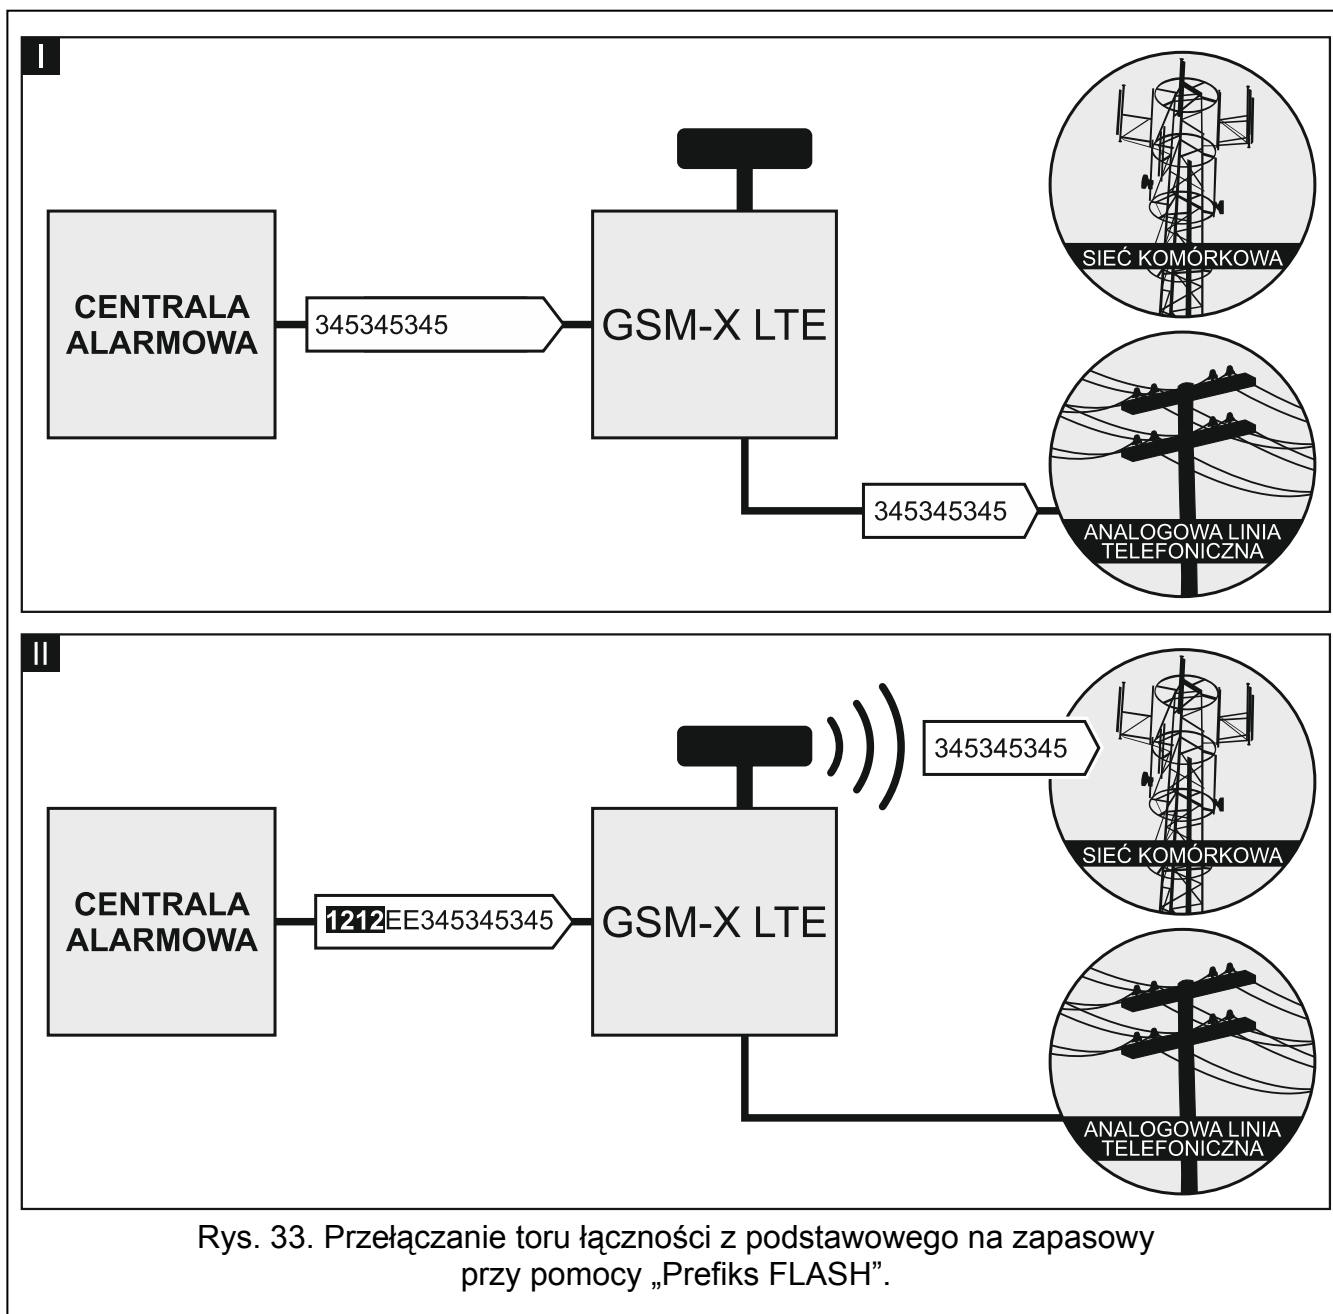 I
SIEĆ KOMÓRKOWA
CENTRALA
ALARMOWA
345345345
GSM-X LTE
345345345
ANALOGOWA LINIA
TELEFONICZNA
II
345345345
SIEĆ KOMÓRKOWA
CENTRALA
ALARMOWA
1212EE345345345
GSM-X LTE
ANALOGOWA LINIA
TELEFONICZNA
Rys. 33. Przełączanie toru łączności z podstawowego na zapasowy
przy pomocy „Prefiks FLASH”.